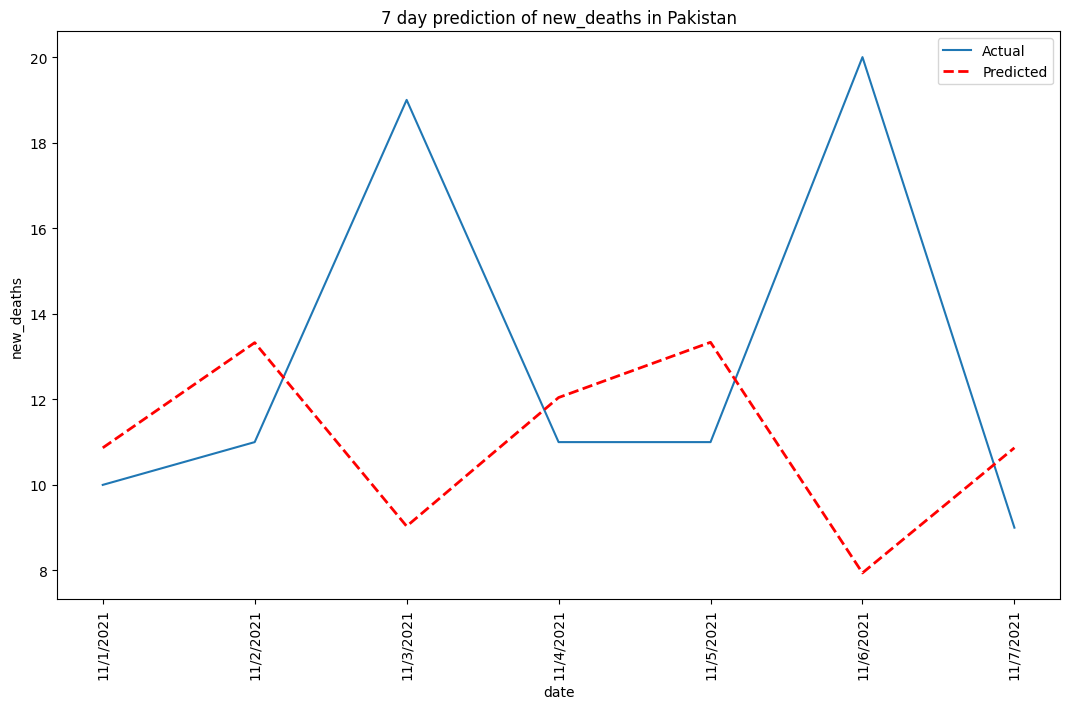 7 day prediction of new_deaths in Pakistan
Actual
Predicted
20
18
16
14
12
10
8
new_deaths
11/1/2021
11/2/2021
11/3/2021
11/4/2021
11/5/2021
11/6/2021
11/7/2021
date